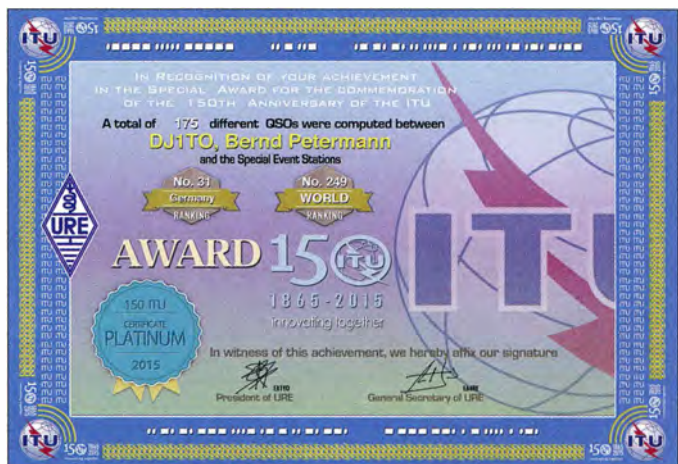 IN RECOGNITION OF YOUR ACHIEVEMENT
IN THE SPECIAL AWARD FOR THE COMMEMORATION
OF THE 150TH ANNIVERSARY OF THE ITU
A total of 175 different QSOs were computed between
DJ1TO, Bernd Petermann
and the Special Event Stations
No. 31
Germany
RANKING
No. 249
WORLD
RANKING
URE
AWARD 150 ITU
1865-2015
Innovating together
ITU
150 ITU
CERTIFICATE
PLATINUM
2015
In witness of this achievement, we hereby affix our signature
President of URE
General Secretary of URE
ITU
ITU
ITU
ITU